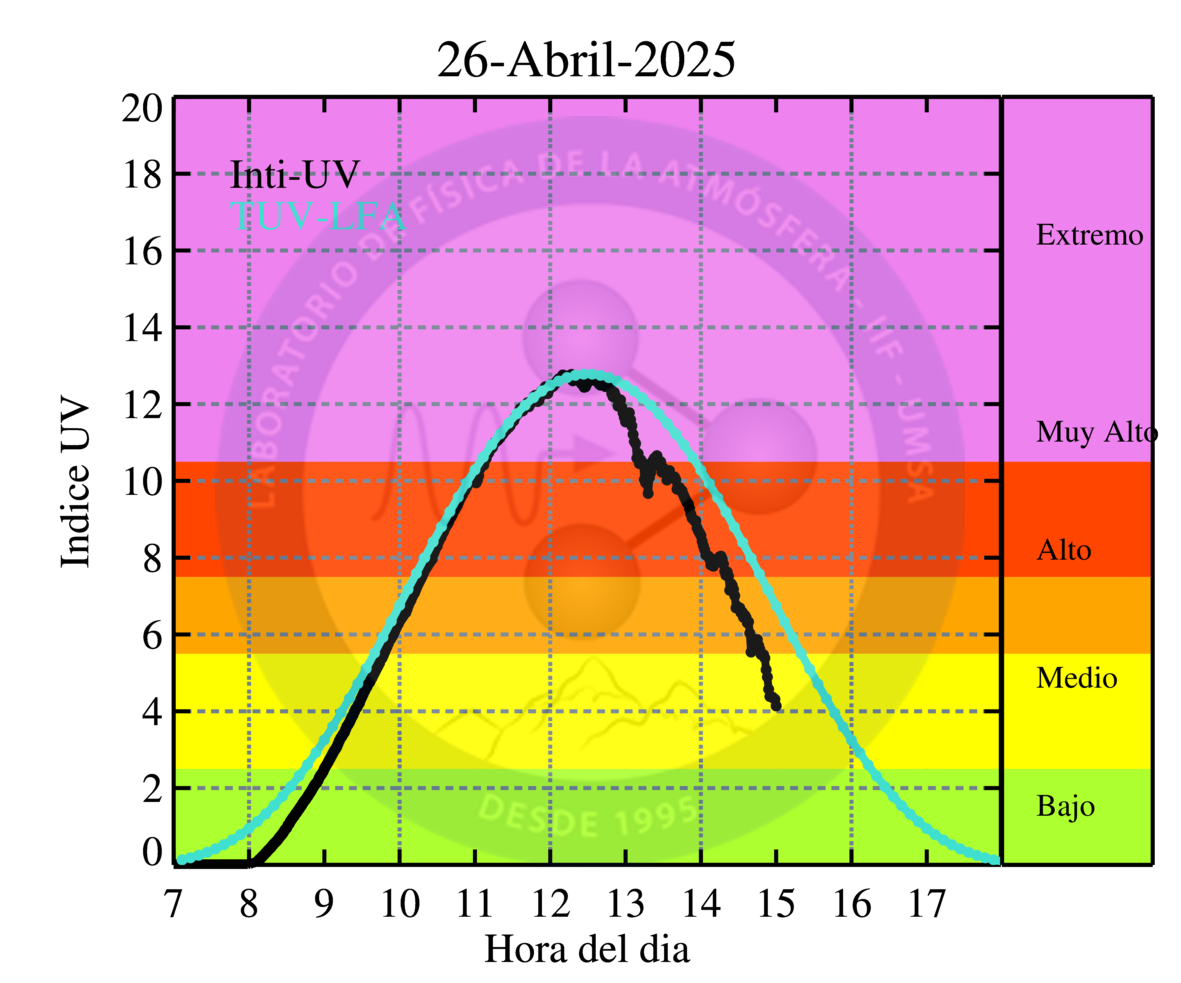 26-Abril-2025
20
18
16
14
12
10
8
6
4
2
0
Indice UV
Inti-UV
TUV-LFA
LABORATORIO DE FÍSICA DE LA ATMÓSFERA - IIF - UMSA
DESDE 1995
Extremo
Muy Alto
Alto
Medio
Bajo
7 8 9 10 11 12 13 14 15 16 17
Hora del dia